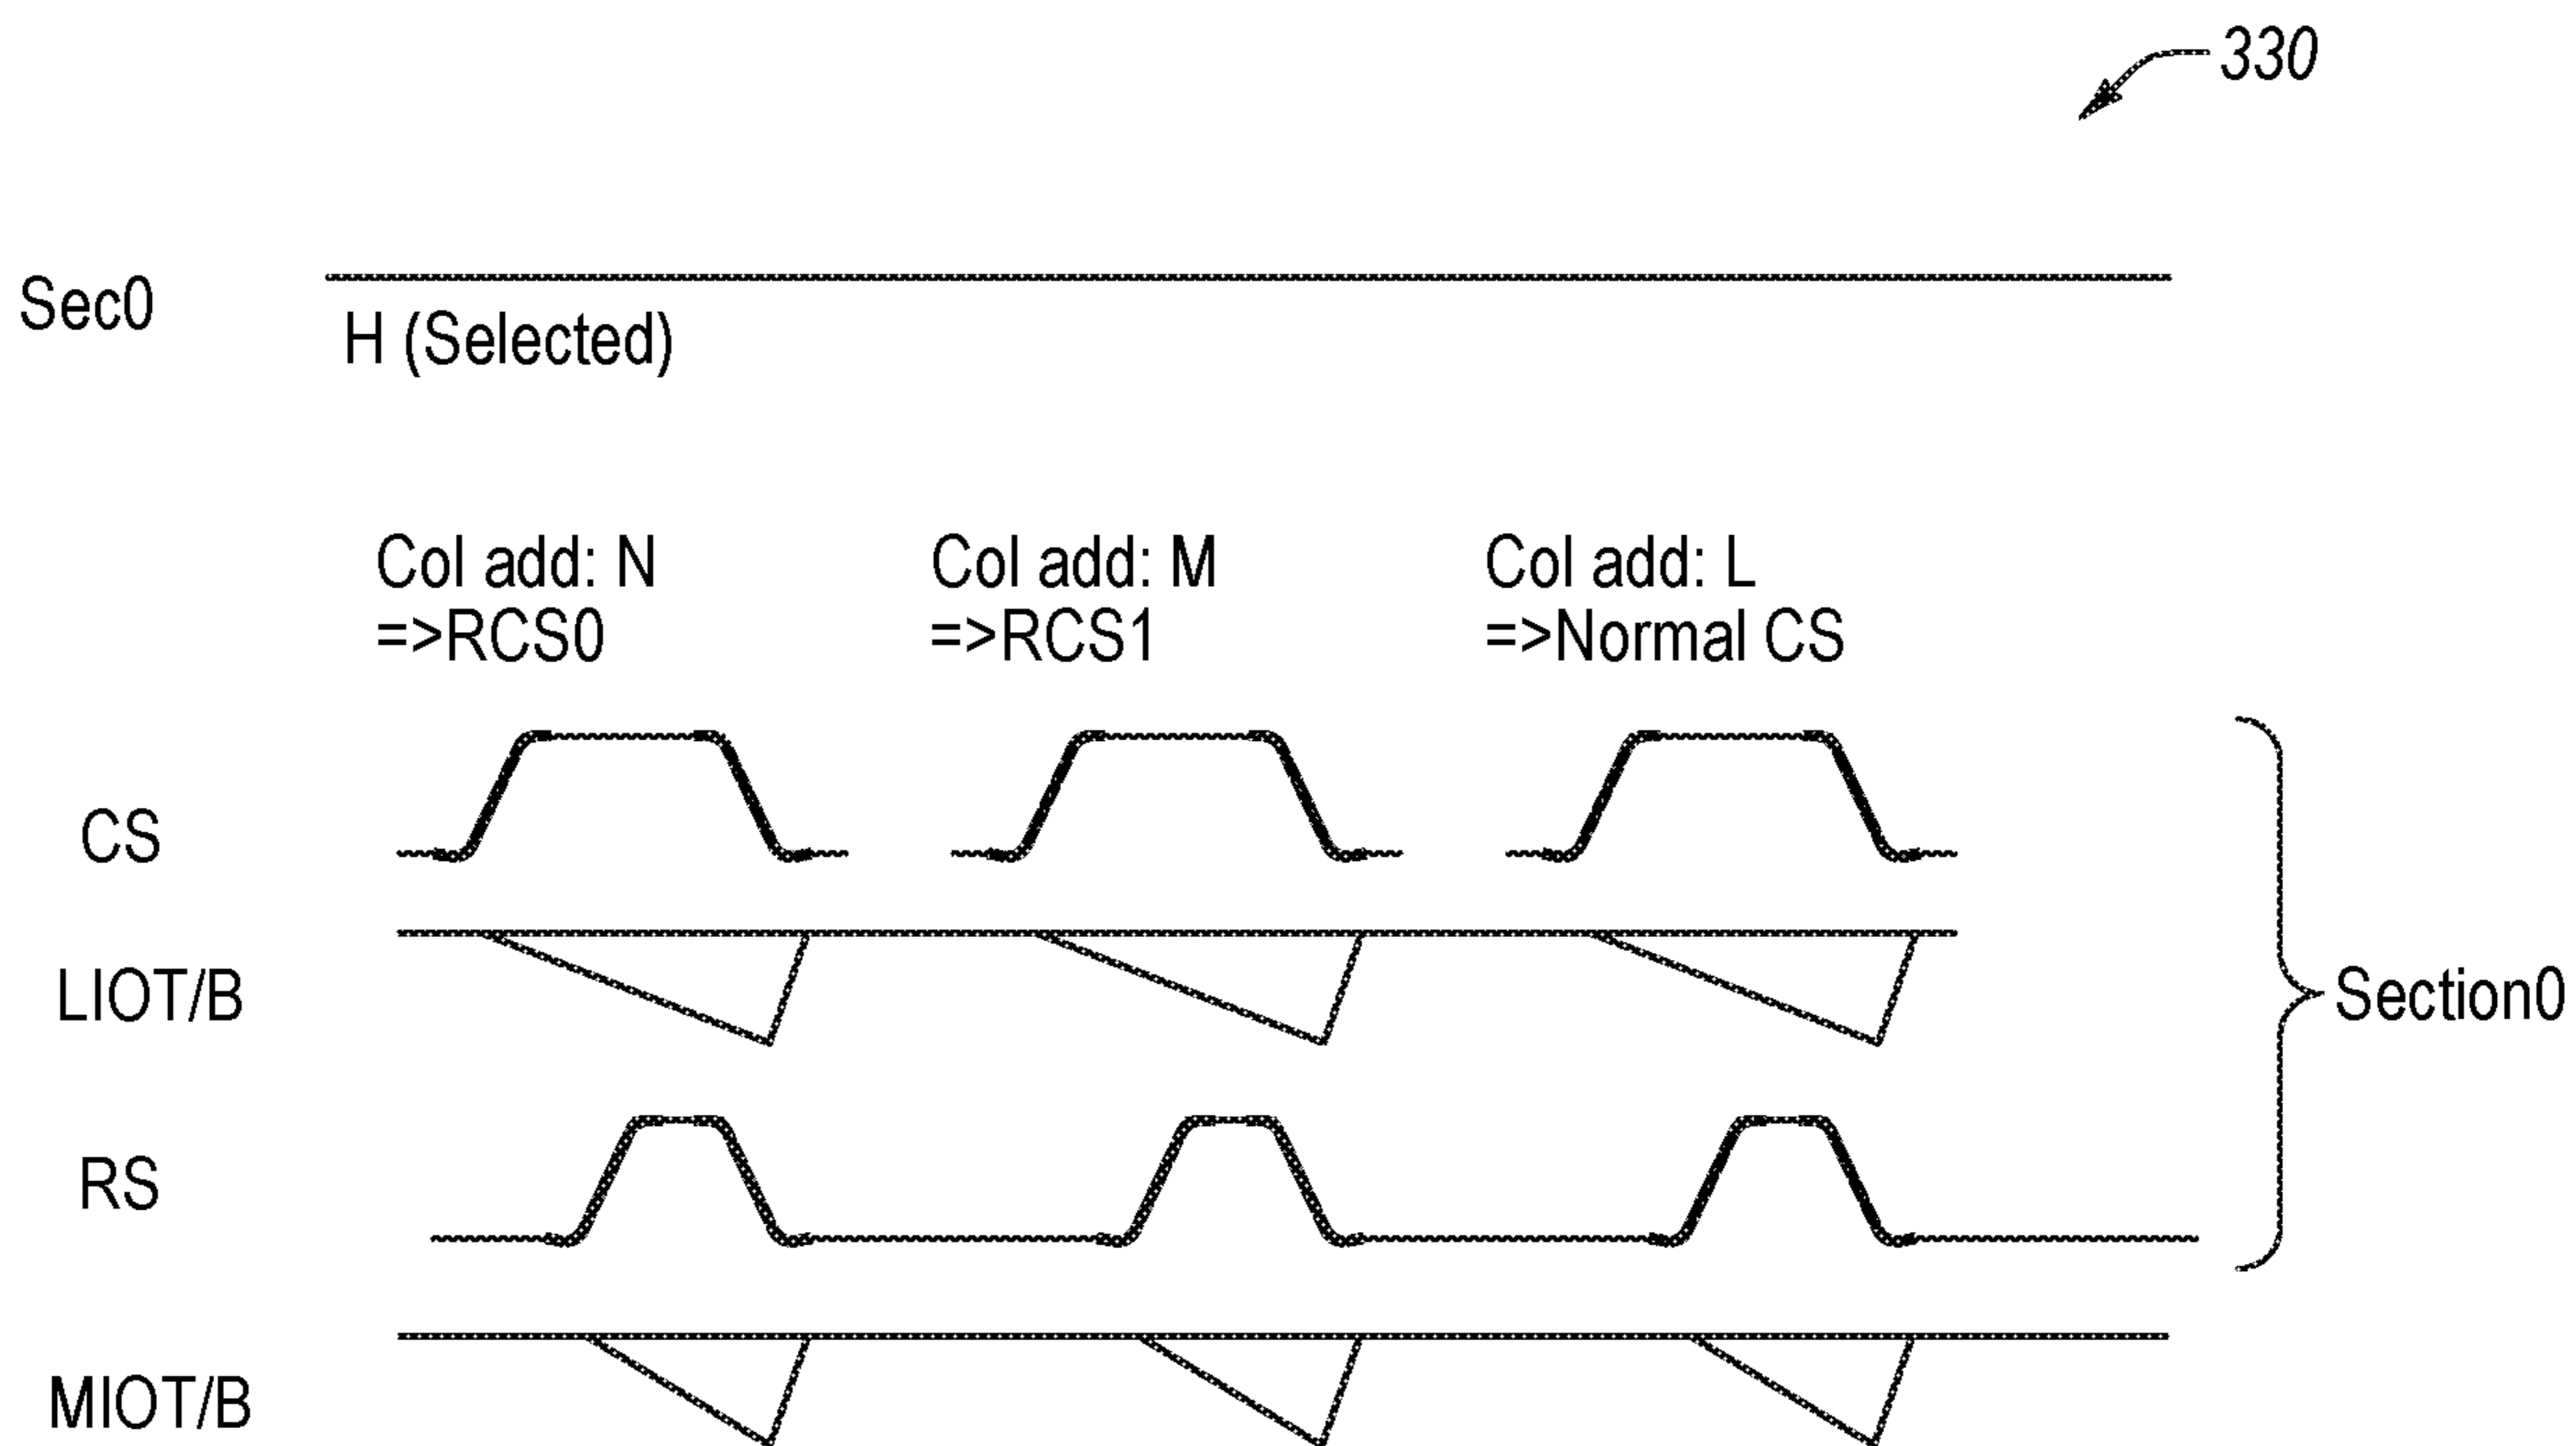 330
Sec0
H (Selected)
Col add: N
=>RCS0
Col add: M
=>RCS1
Col add: L
=>Normal CS
CS
LIOT/B
Section0
RS
MIOT/B